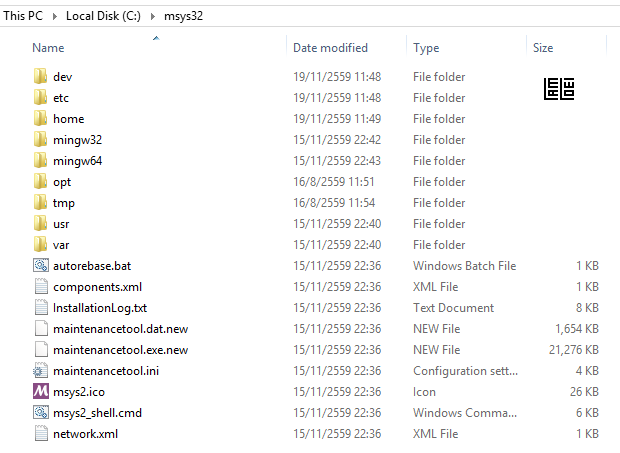 This PC Local Disk (C:) msys32
Name Date modified Type Size
dev 19/11/2559 11:48 File folder
etc 19/11/2559 11:48 File folder
home 19/11/2559 11:49 File folder
mingw32 15/11/2559 22:42 File folder
mingw64 15/11/2559 22:43 File folder
opt 16/8/2559 11:51 File folder
tmp 16/8/2559 11:54 File folder
usr 15/11/2559 22:40 File folder
var 15/11/2559 22:40 File folder
autorebase.bat 15/11/2559 22:36 Windows Batch File 1 KB
components.xml 15/11/2559 22:36 XML File 1 KB
InstallationLog.txt 15/11/2559 22:36 Text Document 8 KB
maintenancetool.dat.new 15/11/2559 22:36 NEW File 1,654 KB
maintenancetool.exe.new 15/11/2559 22:36 NEW File 21,276 KB
maintenancetool.ini 15/11/2559 22:36 Configuration sett... 4 KB
msys2.ico 15/11/2559 22:36 Icon 26 KB
msys2_shell.cmd 15/11/2559 22:36 Windows Comma... 6 KB
network.xml 15/11/2559 22:36 XML File 1 KB